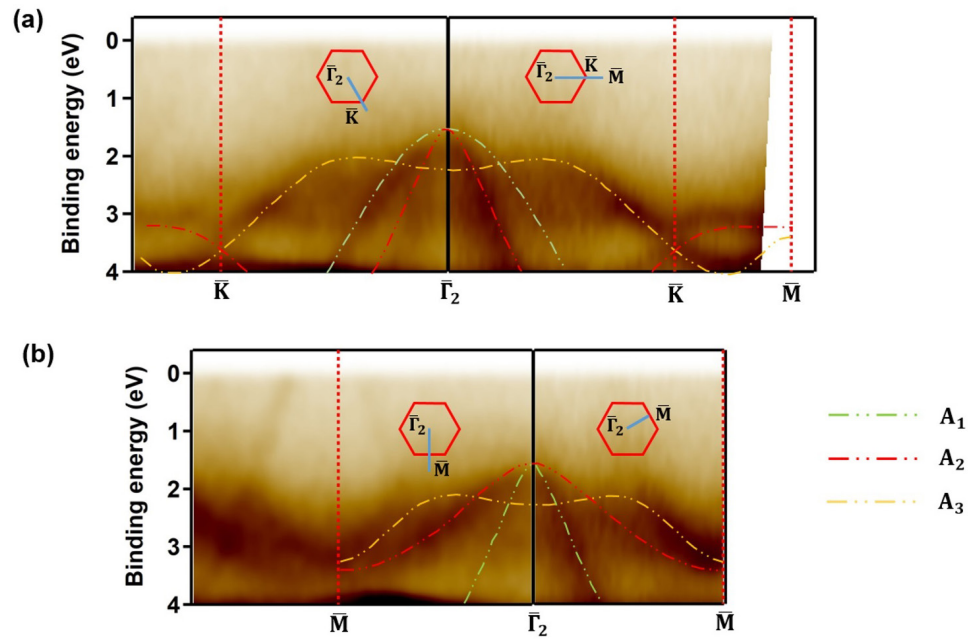 (a)
Binding energy (eV)
0
1
2
3
4
Γ̅₂
K̅
Γ̅₂
K̅
M̅
K̅
Γ̅₂
K̅
M̅
(b)
Binding energy (eV)
0
1
2
3
4
Γ̅₂
M̅
Γ̅₂
M̅
M̅
Γ̅₂
M̅
A₁
A₂
A₃